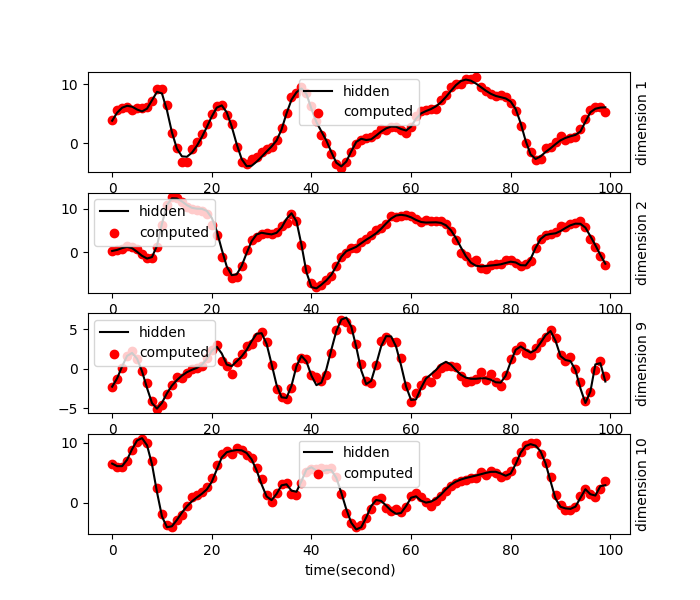 10
0
hidden
computed
dimension 1
0 20 40 60 80 100
10
0
hidden
computed
dimension 2
0 20 40 60 80 100
5
0
−5
hidden
computed
dimension 9
0 20 40 60 80 100
10
0
hidden
computed
dimension 10
0 20 40 60 80 100
time(second)